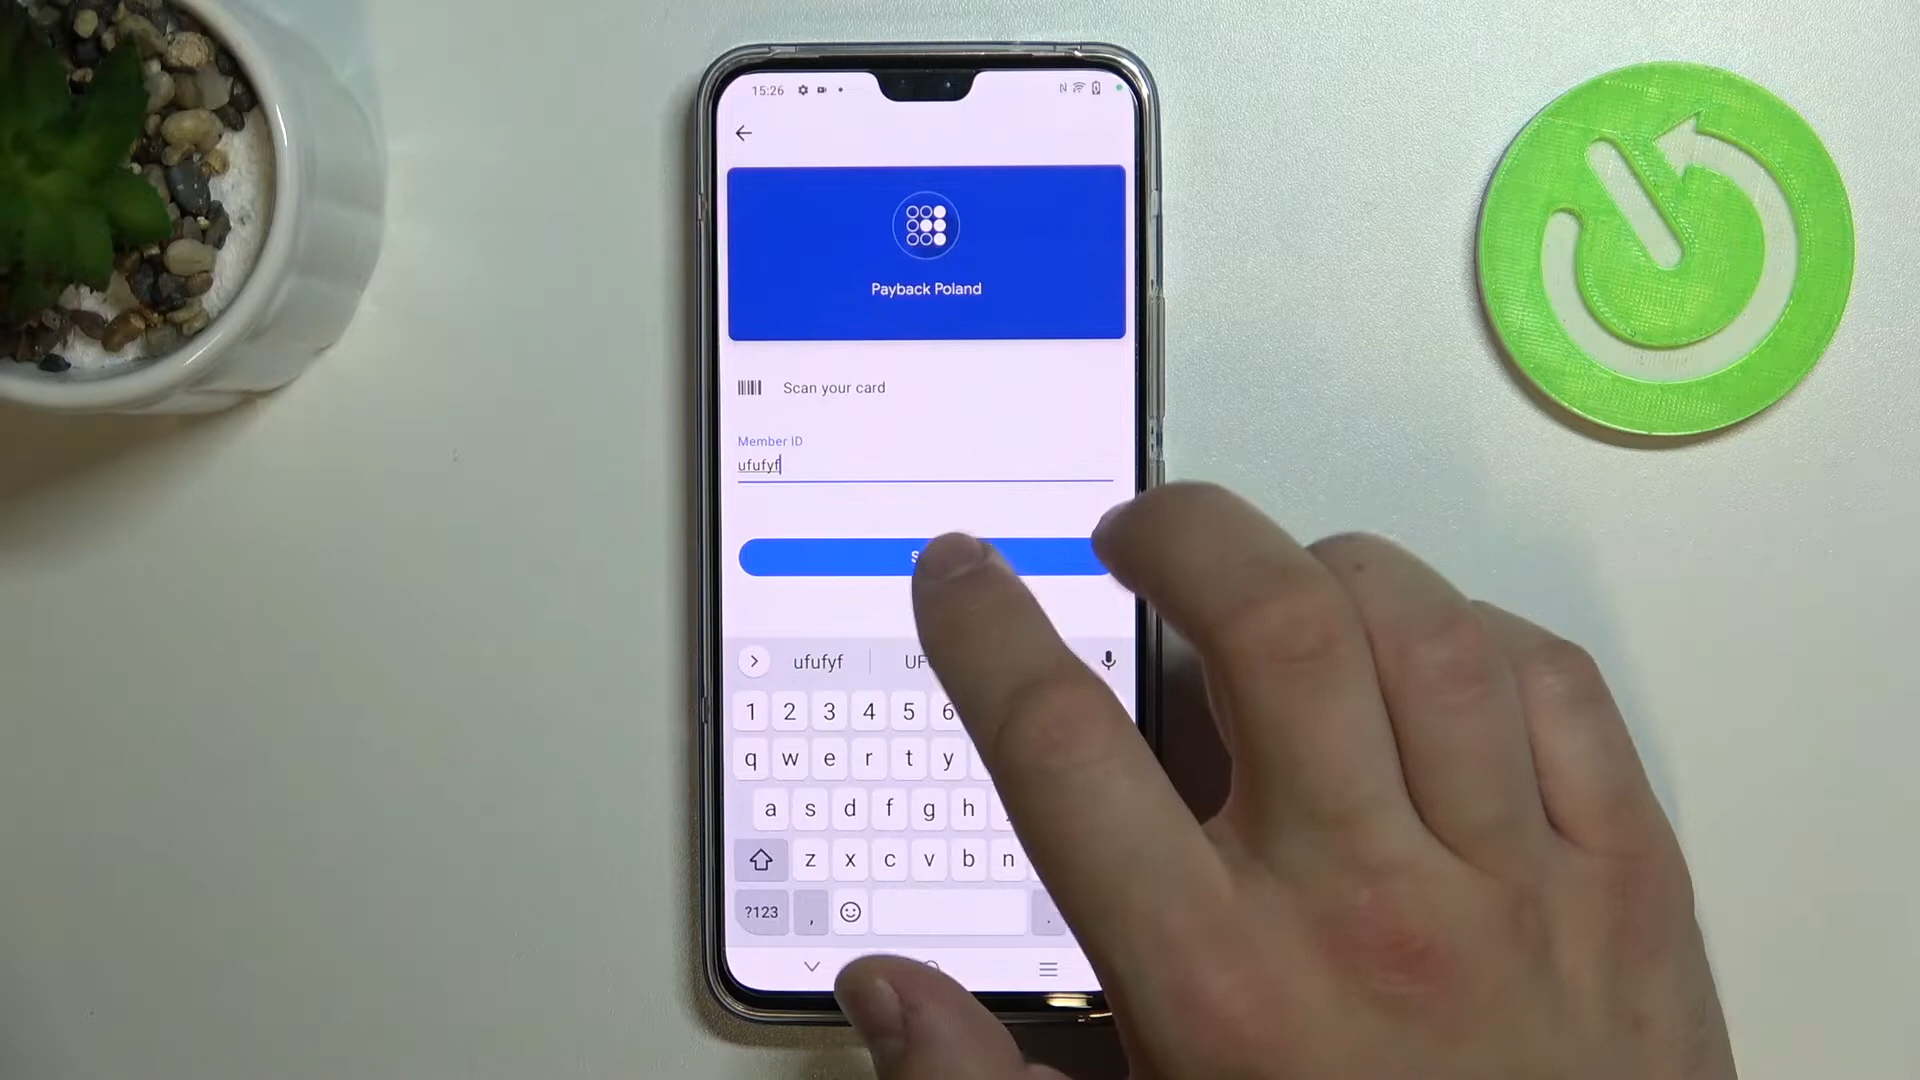 15:26
Payback Poland
Scan your card
Member ID
ufufyf
ufufyf
1 2 3 4 5 6
q w e r t y
a s d f g h
z x c v b n
?123 , .